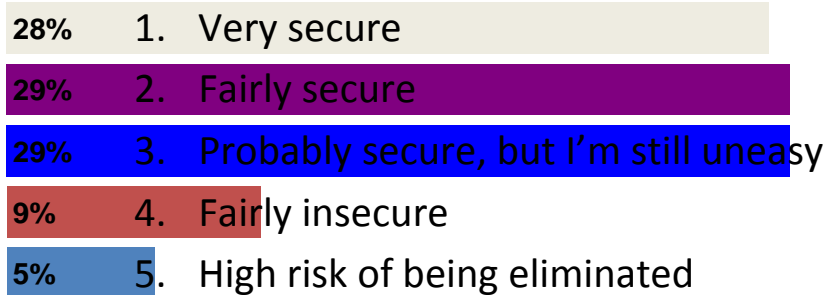 28% 1. Very secure
29% 2. Fairly secure
29% 3. Probably secure, but I'm still uneasy
9% 4. Fairly insecure
5% 5. High risk of being eliminated